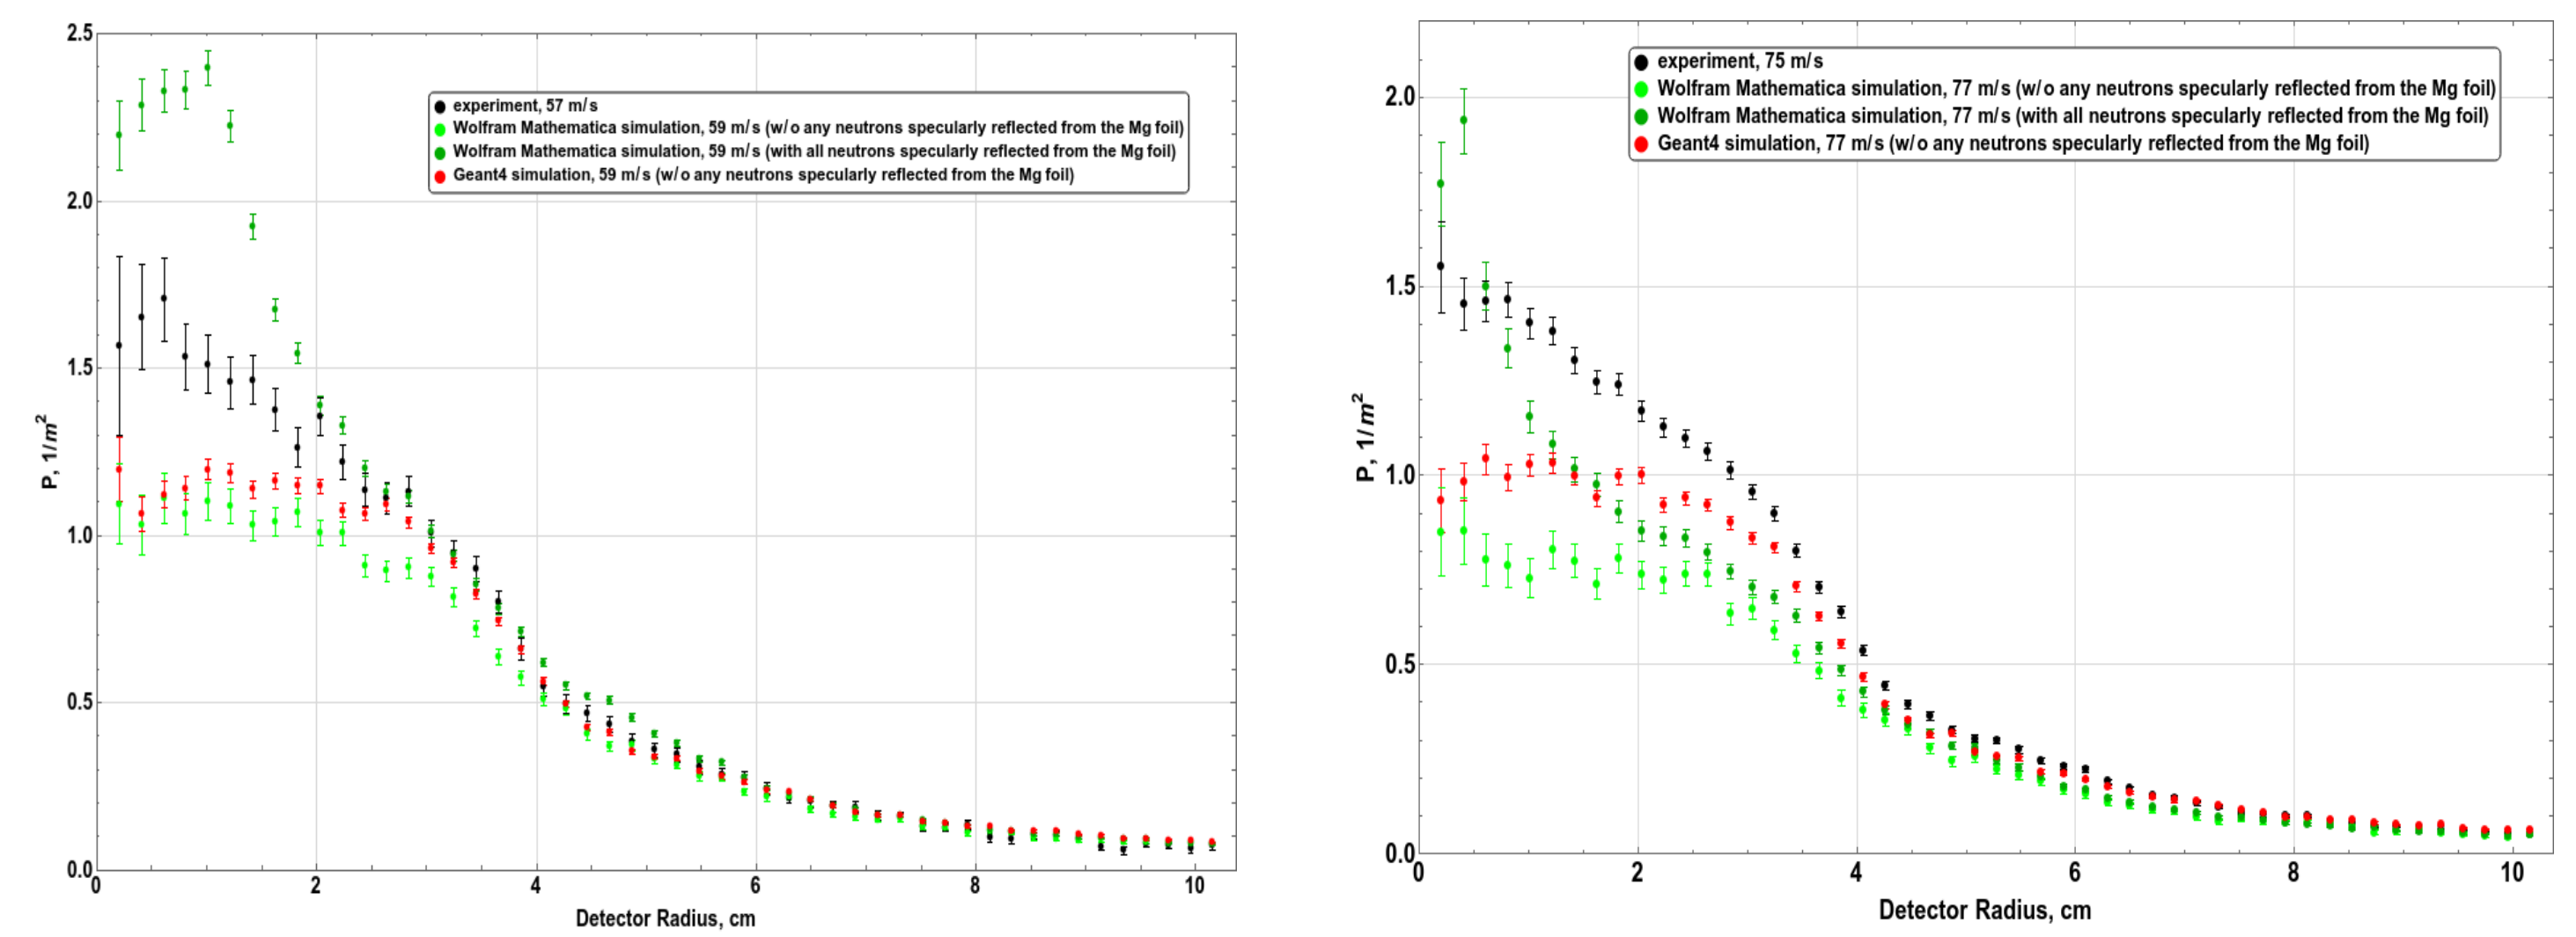 2.5
2.0
1.5
1.0
0.5
0.0
P, 1/m²
experiment, 57 m/s
Wolfram Mathematica simulation, 59 m/s (w/o any neutrons specularly reflected from the Mg foil)
Wolfram Mathematica simulation, 59 m/s (with all neutrons specularly reflected from the Mg foil)
Geant4 simulation, 59 m/s (w/o any neutrons specularly reflected from the Mg foil)
0 2 4 6 8 10
Detector Radius, cm
2.0
1.5
1.0
0.5
0.0
P, 1/m²
experiment, 75 m/s
Wolfram Mathematica simulation, 77 m/s (w/o any neutrons specularly reflected from the Mg foil)
Wolfram Mathematica simulation, 77 m/s (with all neutrons specularly reflected from the Mg foil)
Geant4 simulation, 77 m/s (w/o any neutrons specularly reflected from the Mg foil)
0 2 4 6 8 10
Detector Radius, cm